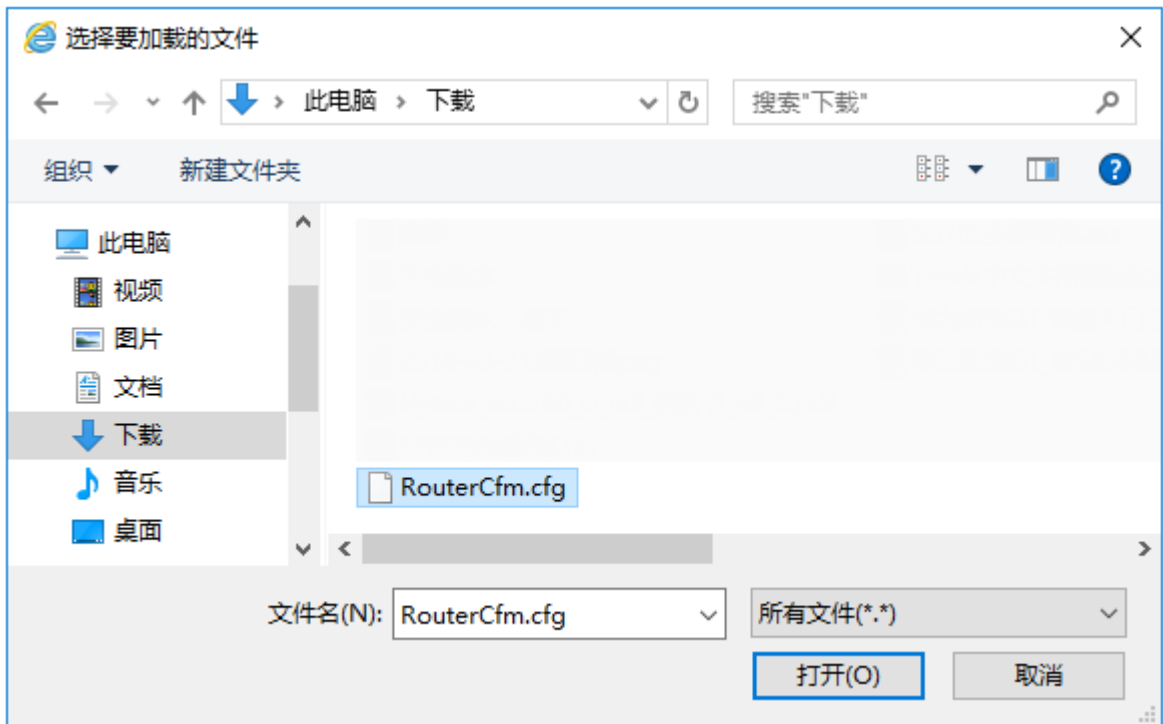 选择要加载的文件
此电脑 > 下载
搜索"下载"
组织
新建文件夹
此电脑
视频
图片
文档
下载
音乐
桌面
RouterCfm.cfg
文件名(N): RouterCfm.cfg
所有文件(*.*)
打开(O)
取消